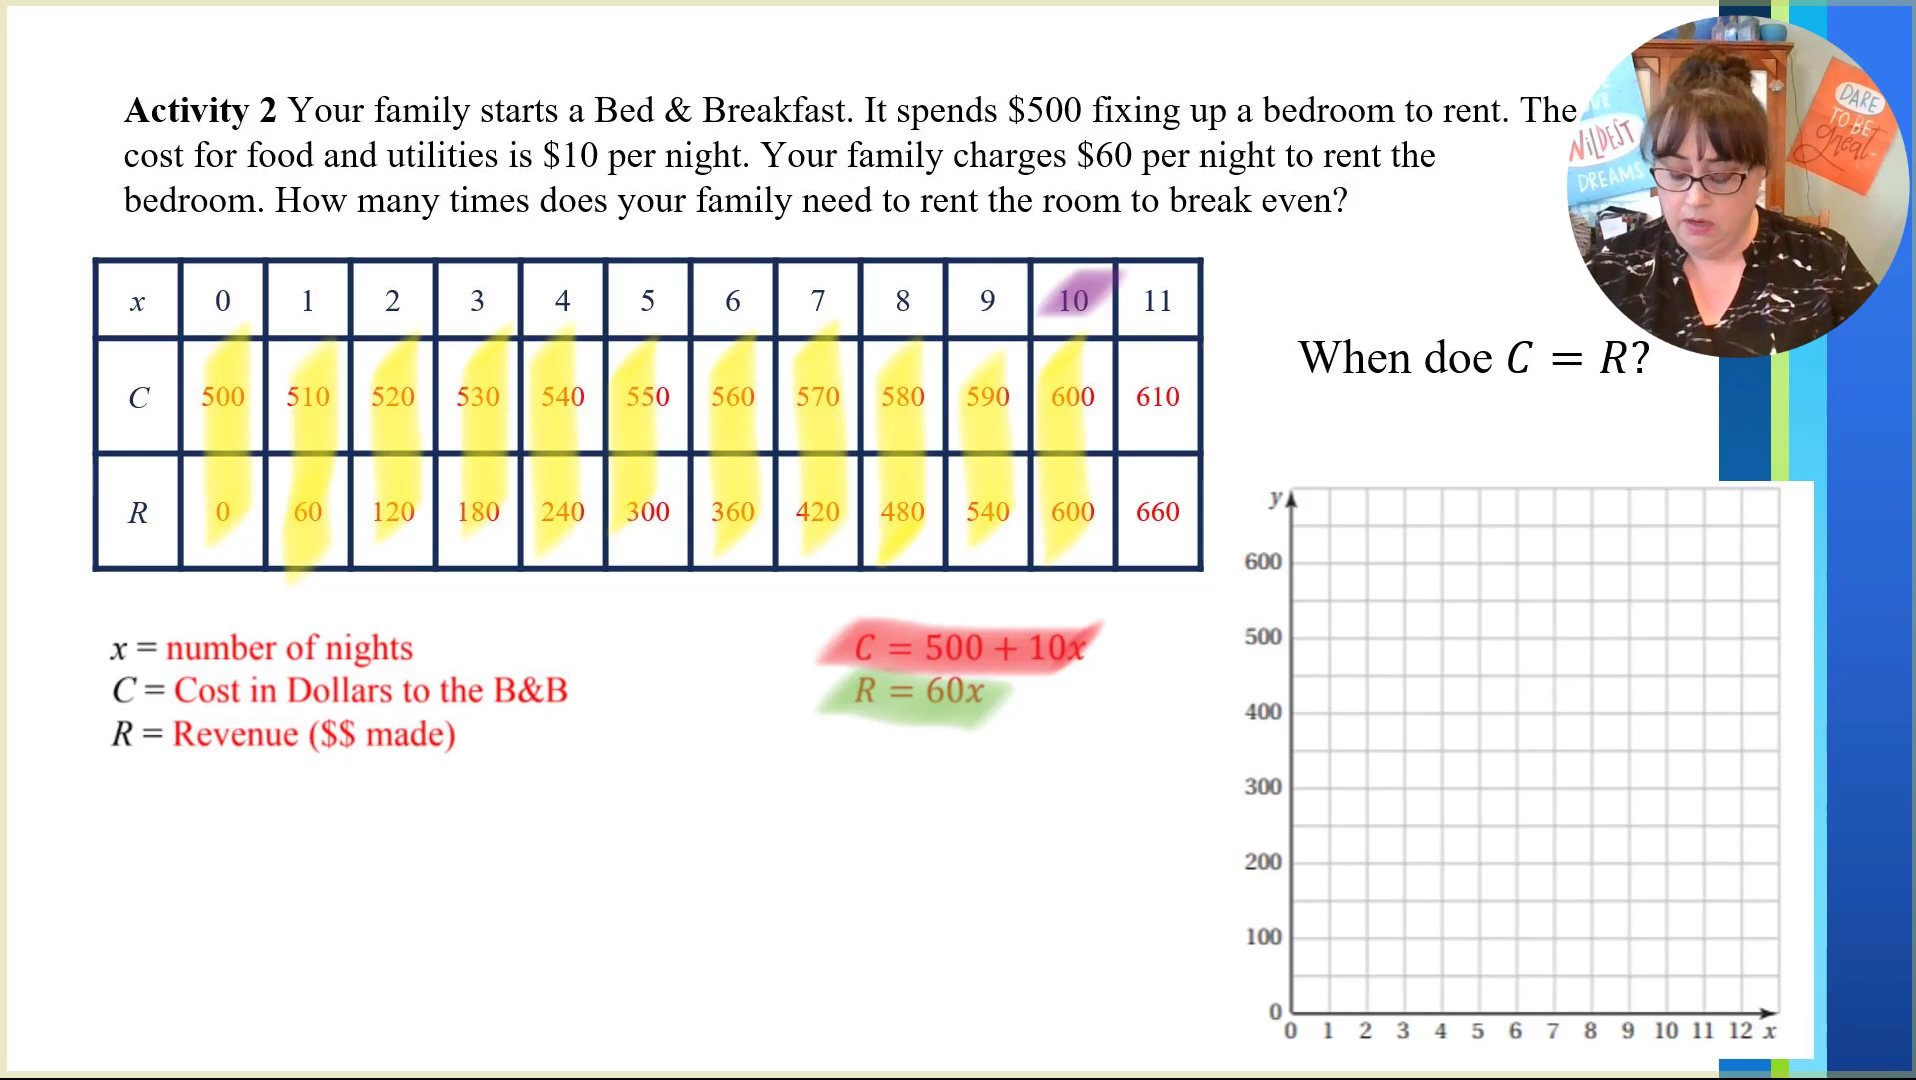 Activity 2 Your family starts a Bed & Breakfast. It spends $500 fixing up a bedroom to rent. The
cost for food and utilities is $10 per night. Your family charges $60 per night to rent the
bedroom. How many times does your family need to rent the room to break even?
WILDEST
DREAMS
DARE
TO BE
great
x 0 1 2 3 4 5 6 7 8 9 10 11
C 500 510 520 530 540 550 560 570 580 590 600 610
R 0 60 120 180 240 300 360 420 480 540 600 660
When doe C = R?
x = number of nights
C = Cost in Dollars to the B&B
R = Revenue ($$ made)
C = 500 + 10x
R = 60x
y
600
500
400
300
200
100
0
0 1 2 3 4 5 6 7 8 9 10 11 12 x